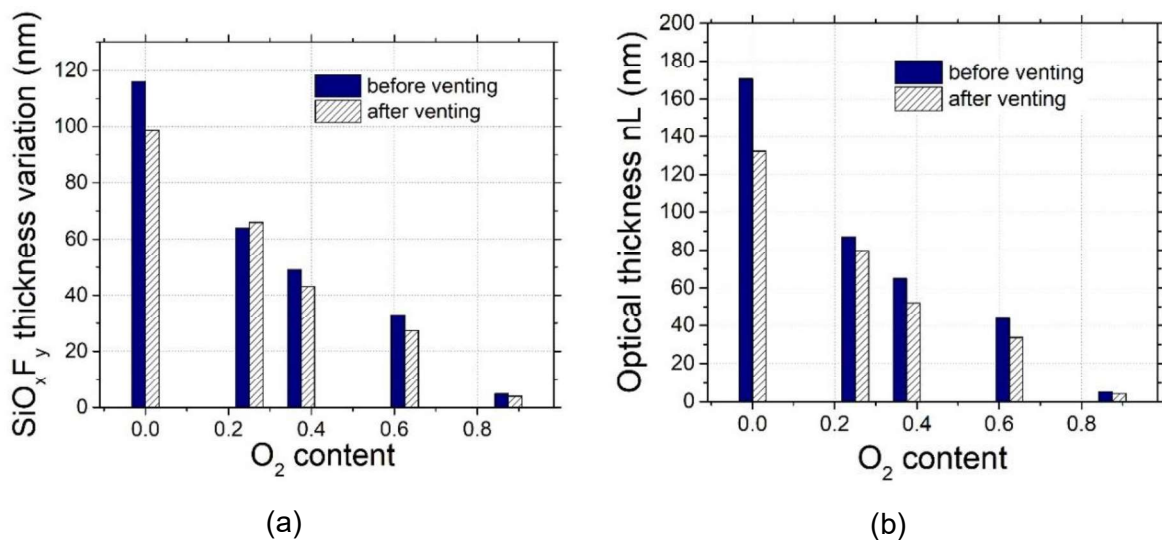 SiOxFy thickness variation (nm)
120
100
80
60
40
20
0
before venting
after venting
0.0 0.2 0.4 0.6 0.8
O2 content
(a)
Optical thickness nL (nm)
200
180
160
140
120
100
80
60
40
20
0
before venting
after venting
0.0 0.2 0.4 0.6 0.8
O2 content
(b)